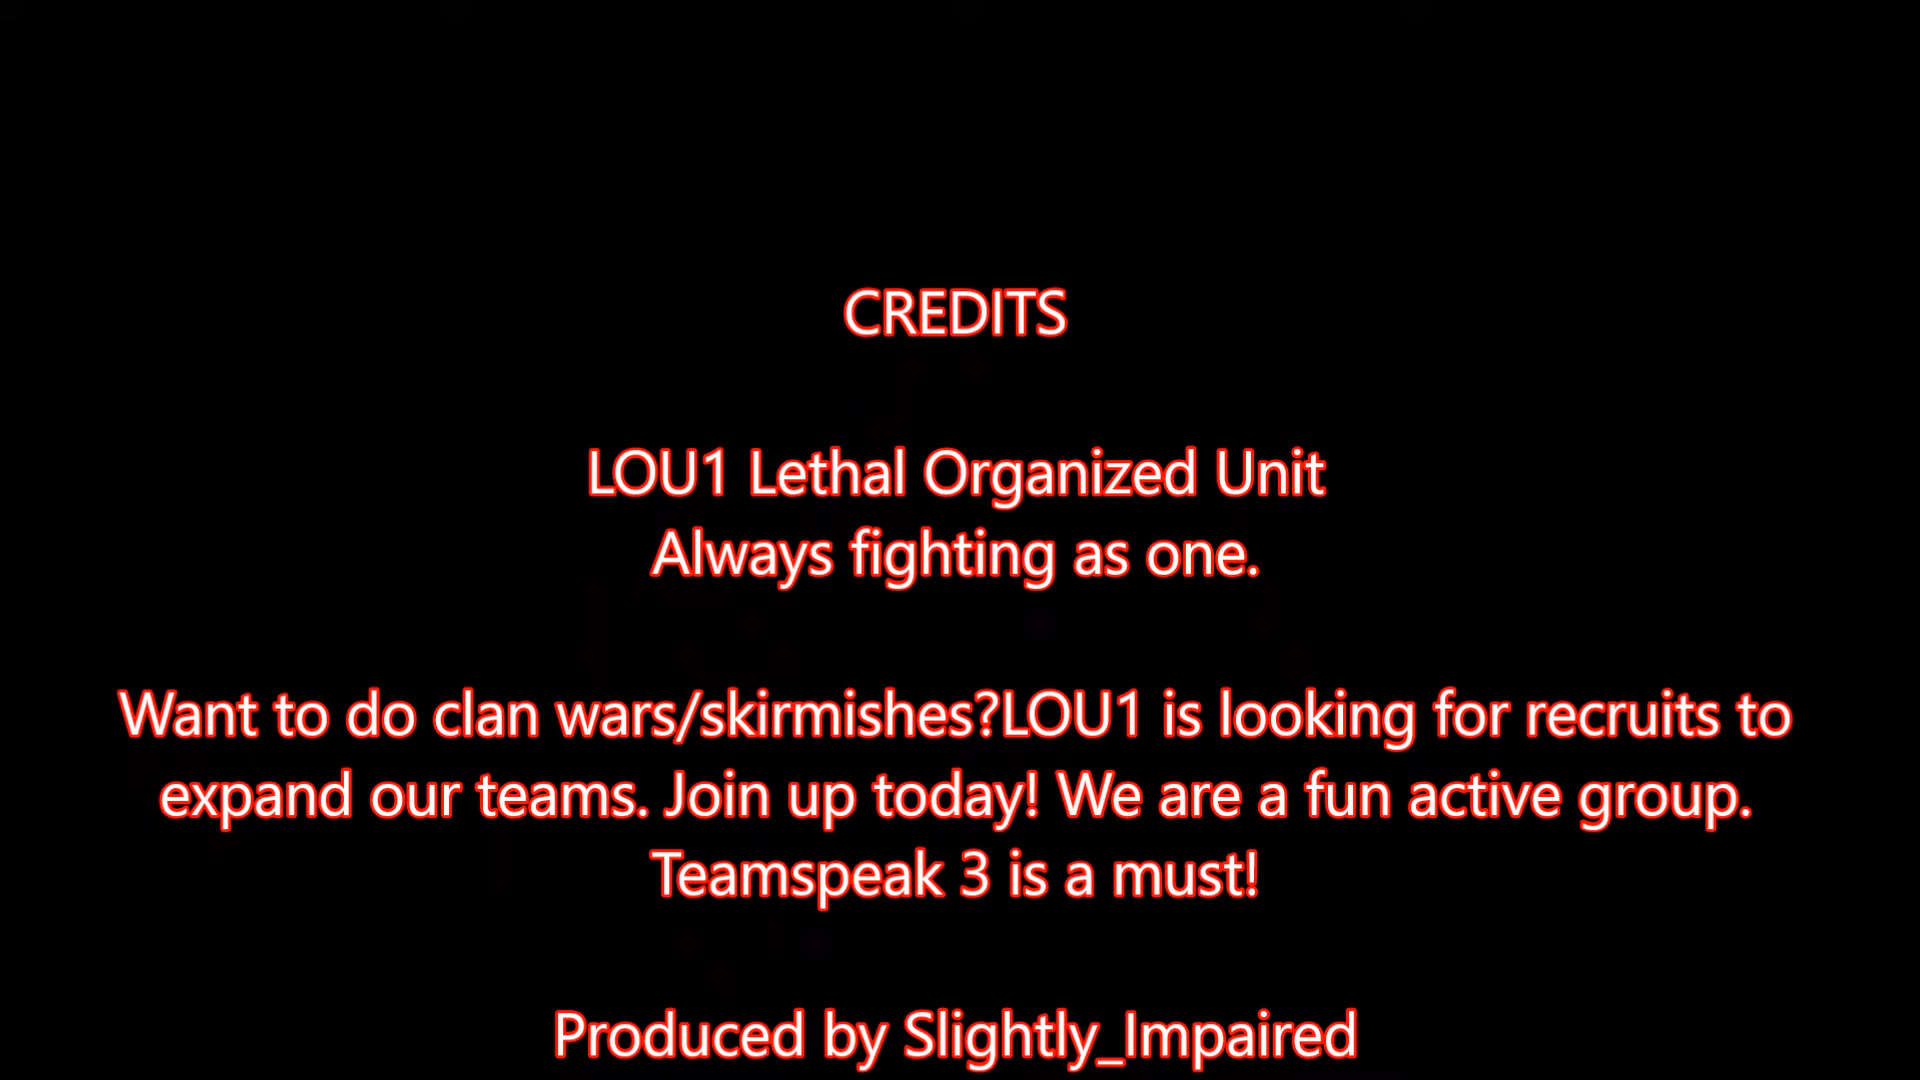 CREDITS
LOU1 Lethal Organized Unit
Always fighting as one.
Want to do clan wars/skirmishes?LOU1 is looking for recruits to
expand our teams. Join up today! We are a fun active group.
Teamspeak 3 is a must!
Produced by Slightly_Impaired